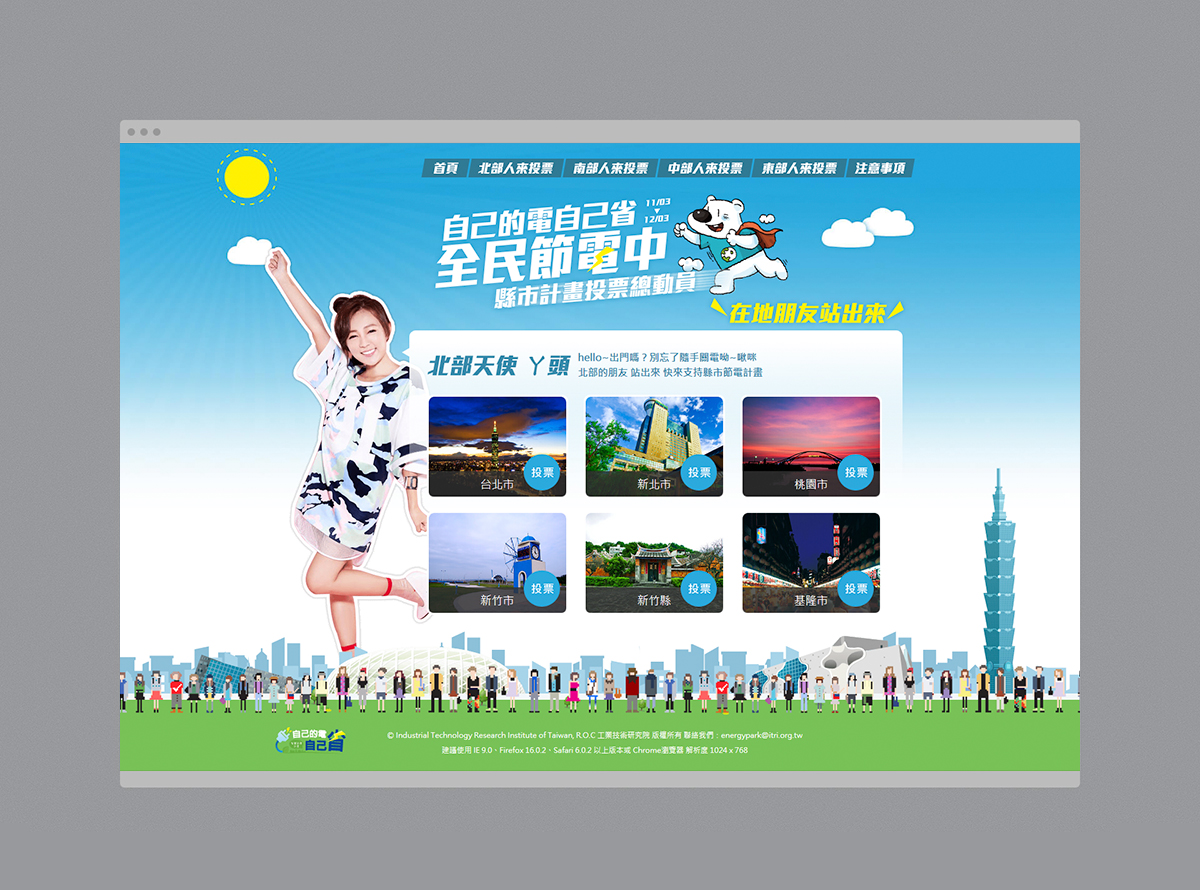 首頁 北部人來投票 南部人來投票 中部人來投票 東部人來投票 注意事項
自己的電自己省
11/03
12/03
全民節電中
縣市計畫投票總動員
在地朋友站出來
北部天使 ㄚ頭
hello~出門嗎？別忘了隨手關電呦~啾咪
北部的朋友 站出來 快來支持縣市節電計畫
台北市 投票
新北市 投票
桃園市 投票
新竹市 投票
新竹縣 投票
基隆市 投票
自己的電
自己省
© Industrial Technology Research Institute of Taiwan, R.O.C 工業技術研究院 版權所有 聯絡我們：energypark@itri.org.tw
建議使用 IE 9.0、Firefox 16.0.2、Safari 6.0.2 以上版本或 Chrome瀏覽器 解析度 1024 x 768